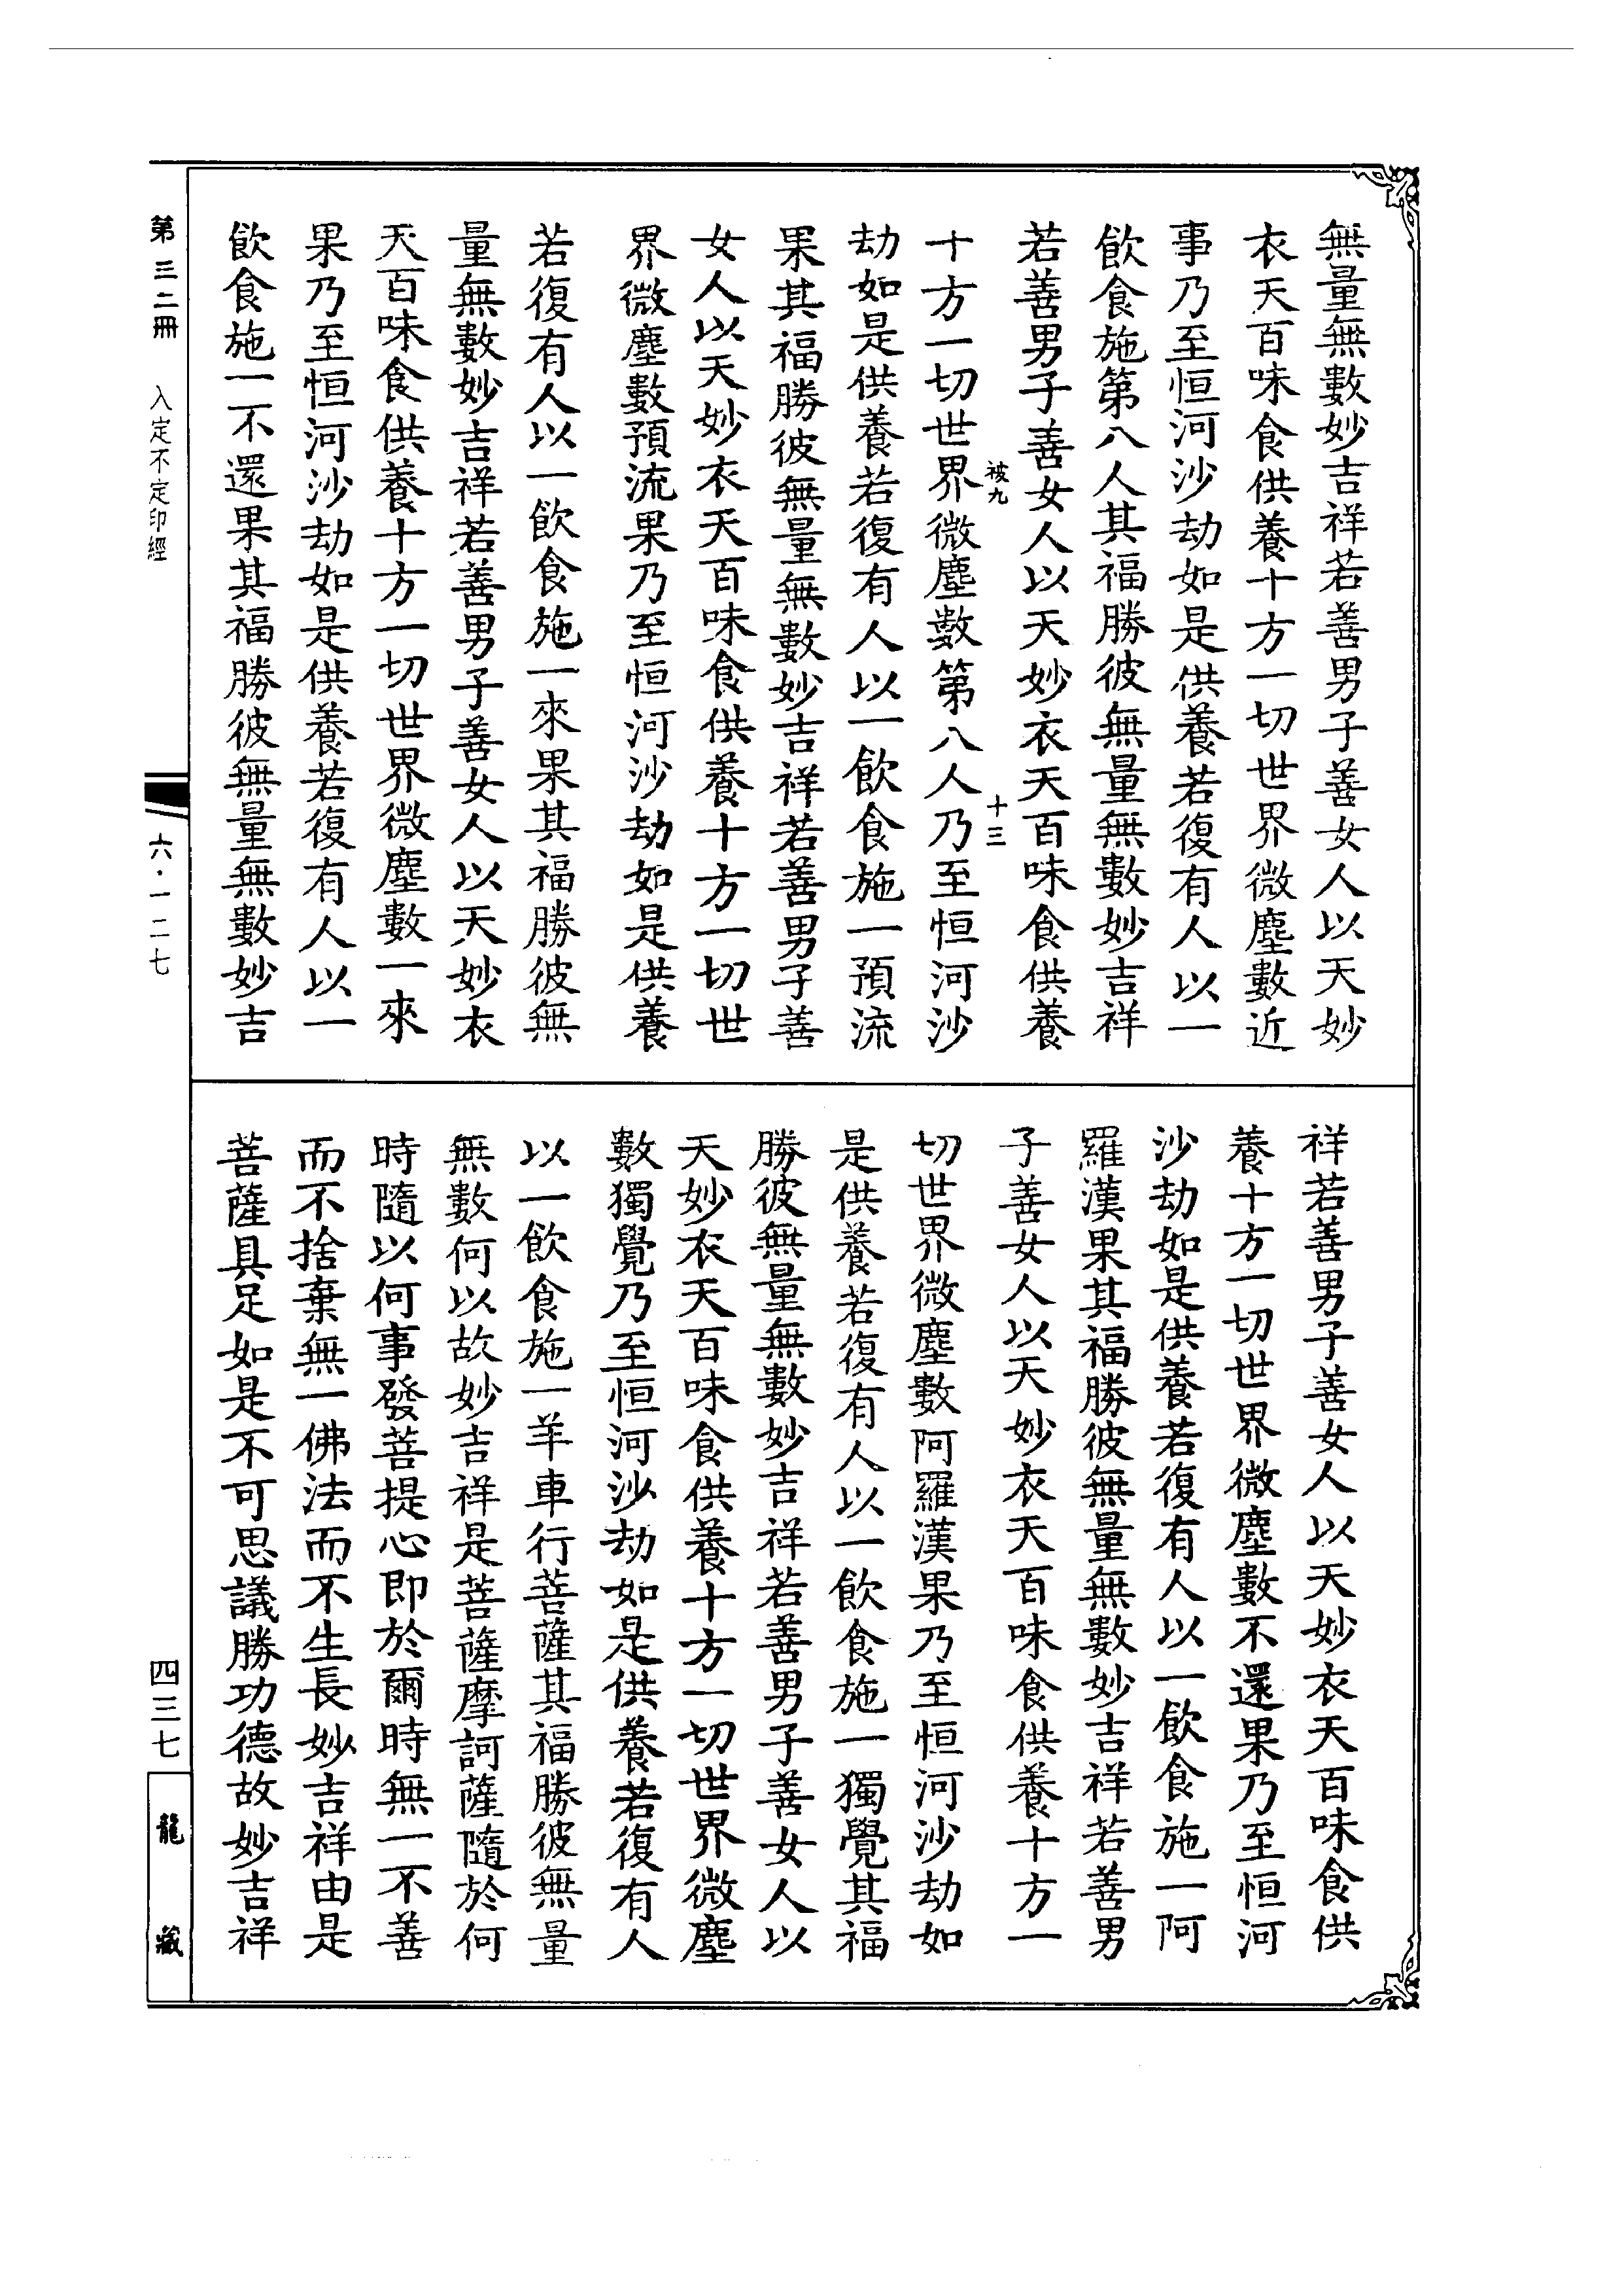 無量無數妙吉祥若善男子善女人以天妙
衣天百味食供養十方一切世界微塵數近
事乃至恒河沙劫如是供養若復有人以一
飲食施第八人其福勝彼無量無數妙吉祥
若善男子善女人以天妙衣天百味食供養
被九 十三
十方一切世界微塵數第八人乃至恒河沙
劫如是供養若復有人以一飲食施一預流
果其福勝彼無量無數妙吉祥若善男子善
女人以天妙衣天百味食供養十方一切世
界微塵數預流果乃至恒河沙劫如是供養
若復有人以一飲食施一來果其福勝彼無
量無數妙吉祥若善男子善女人以天妙衣
天百味食供養十方一切世界微塵數一來
果乃至恒河沙劫如是供養若復有人以一
飲食施一不還果其福勝彼無量無數妙吉
祥若善男子善女人以天妙衣天百味食供
養十方一切世界微塵數不還果乃至恒河
沙劫如是供養若復有人以一飲食施一阿
羅漢果其福勝彼無量無數妙吉祥若善男
子善女人以天妙衣天百味食供養十方一
切世界微塵數阿羅漢果乃至恒河沙劫如
是供養若復有人以一飲食施一獨覺其福
勝彼無量無數妙吉祥若善男子善女人以
天妙衣天百味食供養十方一切世界微塵
數獨覺乃至恒河沙劫如是供養若復有人
以一飲食施一羊車行菩薩其福勝彼無量
無數何以故妙吉祥是菩薩摩訶薩隨於何
時隨以何事發菩提心即於爾時無一不善
而不捨棄無一佛法而不生長妙吉祥由是
菩薩具足如是不可思議勝功德故妙吉祥
第三二冊 入定不定印經 六·一二七 四三七 龍藏